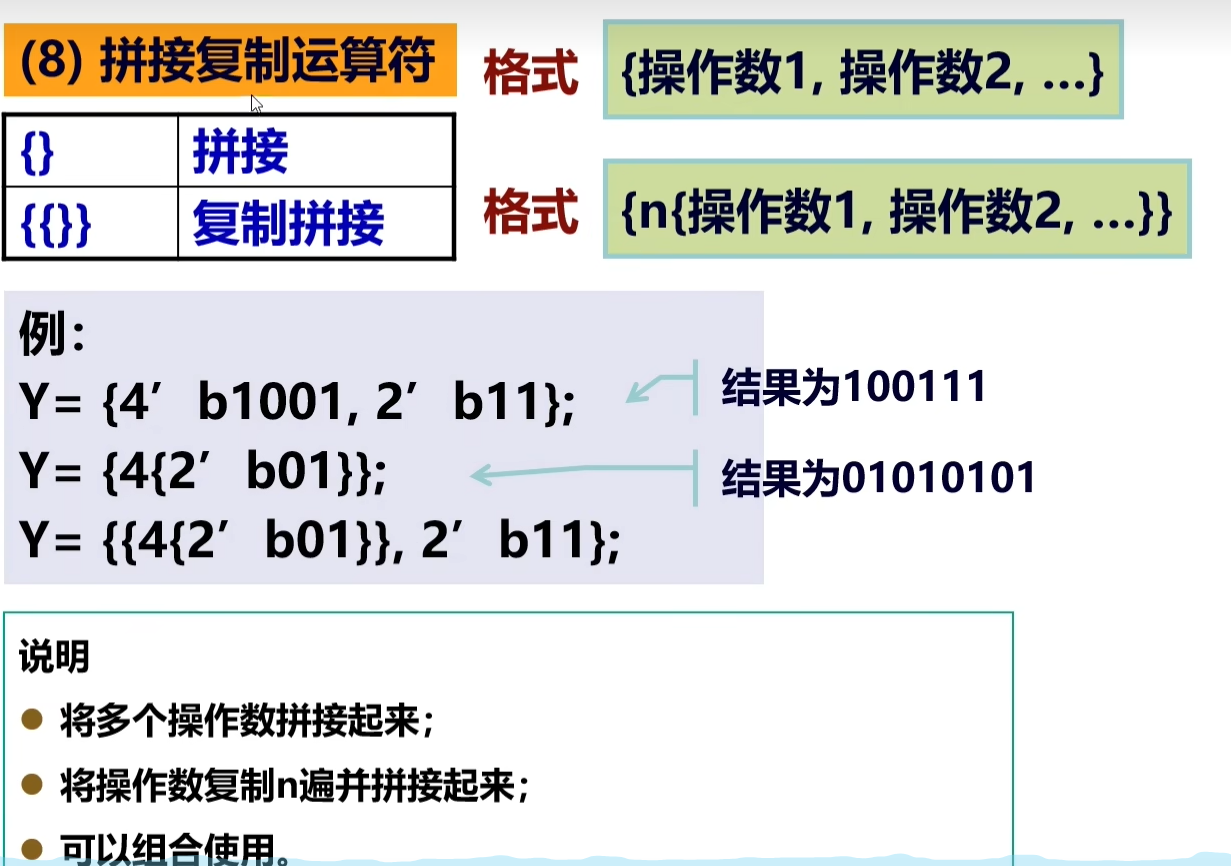 (8) 拼接复制运算符
格式 {操作数1, 操作数2, …}
{} 拼接
{{}} 复制拼接
格式 {n{操作数1, 操作数2, …}}
例：
Y= {4′ b1001, 2′ b11};
结果为100111
Y= {4{2′ b01}};
结果为01010101
Y= {{4{2′ b01}}, 2′ b11};
说明
● 将多个操作数拼接起来；
● 将操作数复制n遍并拼接起来；
● 可以组合使用。